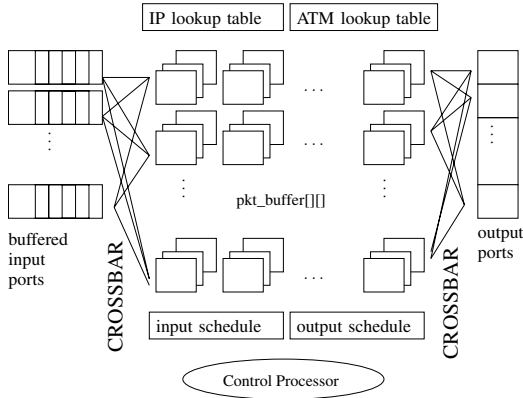 IP lookup table
ATM lookup table
. . .
. . .
pkt_buffer[][]
buffered
input
ports
CROSSBAR
. . .
CROSSBAR
output
ports
input schedule
output schedule
Control Processor